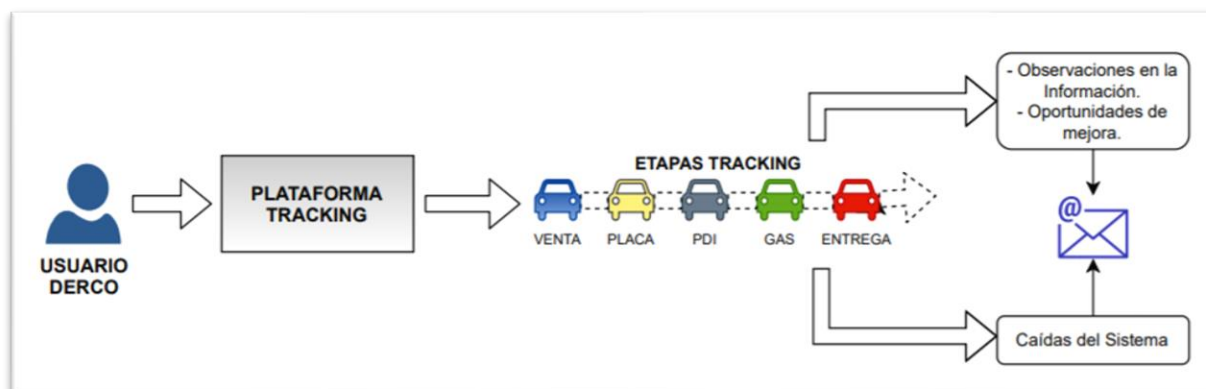 USUARIO
DERCO
PLATAFORMA
TRACKING
ETAPAS TRACKING
VENTA
PLACA
PDI
GAS
ENTREGA
- Observaciones en la
Información.
- Oportunidades de
mejora.
@
Caídas del Sistema